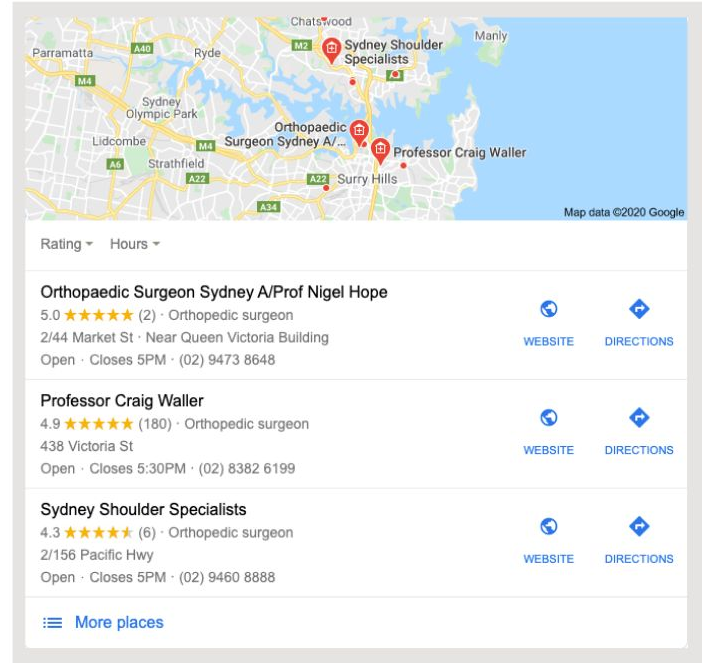 Chatswood
Manly
M2
Sydney Shoulder
Specialists
Parramatta
A40
Ryde
M4
Sydney
Olympic Park
Orthopaedic
Surgeon Sydney A/...
Lidcombe
M4
Professor Craig Waller
A6
Strathfield
A22
A22
Surry Hills
A34
Map data ©2020 Google
Rating
Hours
Orthopaedic Surgeon Sydney A/Prof Nigel Hope
5.0 ★★★★★ (2) · Orthopedic surgeon
2/44 Market St · Near Queen Victoria Building
Open · Closes 5PM · (02) 9473 8648
WEBSITE
DIRECTIONS
Professor Craig Waller
4.9 ★★★★★ (180) · Orthopedic surgeon
438 Victoria St
Open · Closes 5:30PM · (02) 8382 6199
WEBSITE
DIRECTIONS
Sydney Shoulder Specialists
4.3 ★★★★★ (6) · Orthopedic surgeon
2/156 Pacific Hwy
Open · Closes 5PM · (02) 9460 8888
WEBSITE
DIRECTIONS
More places